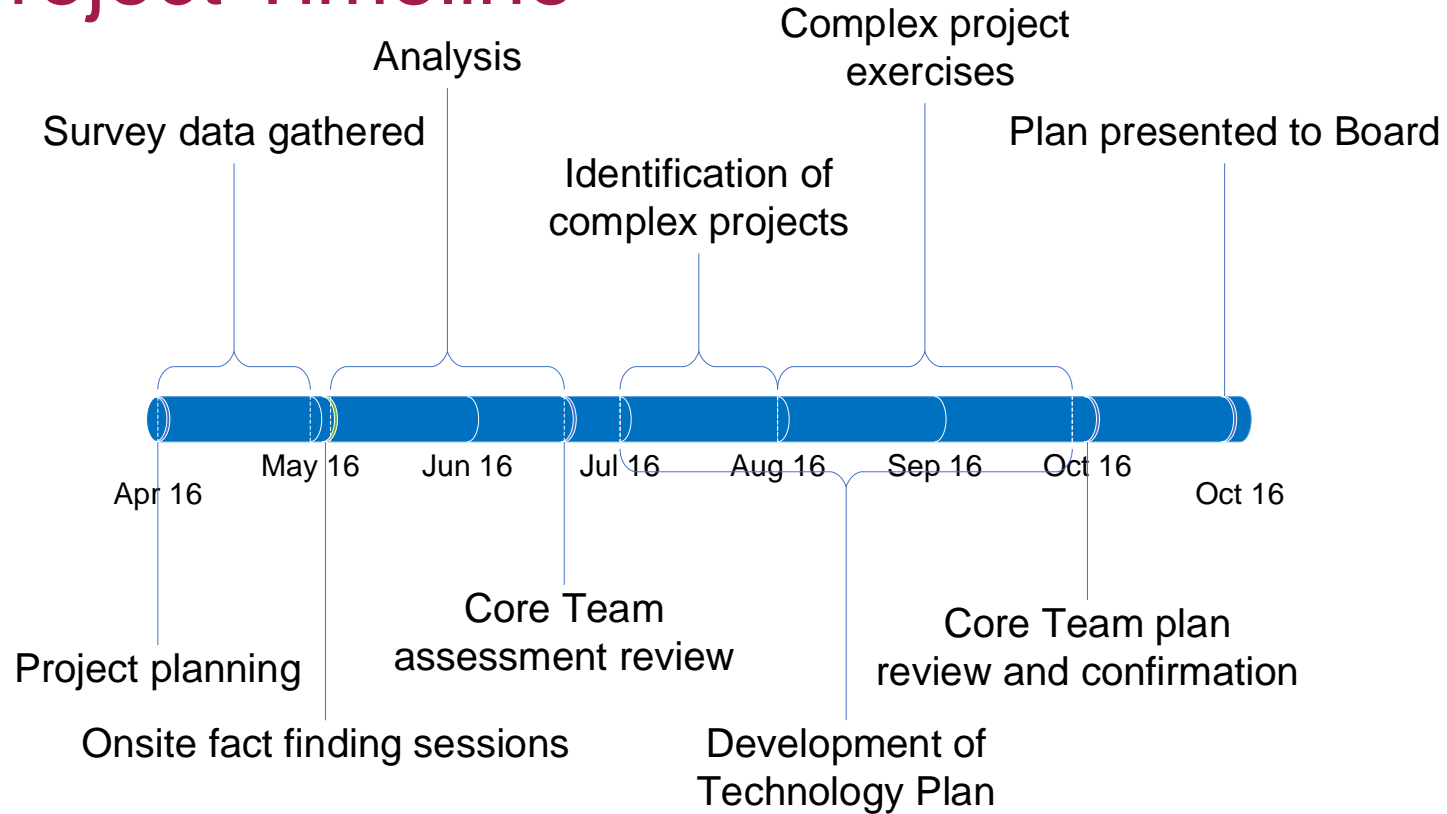 roject Timeline
Complex project
exercises
Analysis
Survey data gathered
Plan presented to Board
Identification of
complex projects
May 16
Jun 16
Jul 16
Aug 16
Sep 16
Oct 16
Apr 16
Oct 16
Core Team
assessment review
Core Team plan
review and confirmation
Project planning
Onsite fact finding sessions
Development of
Technology Plan